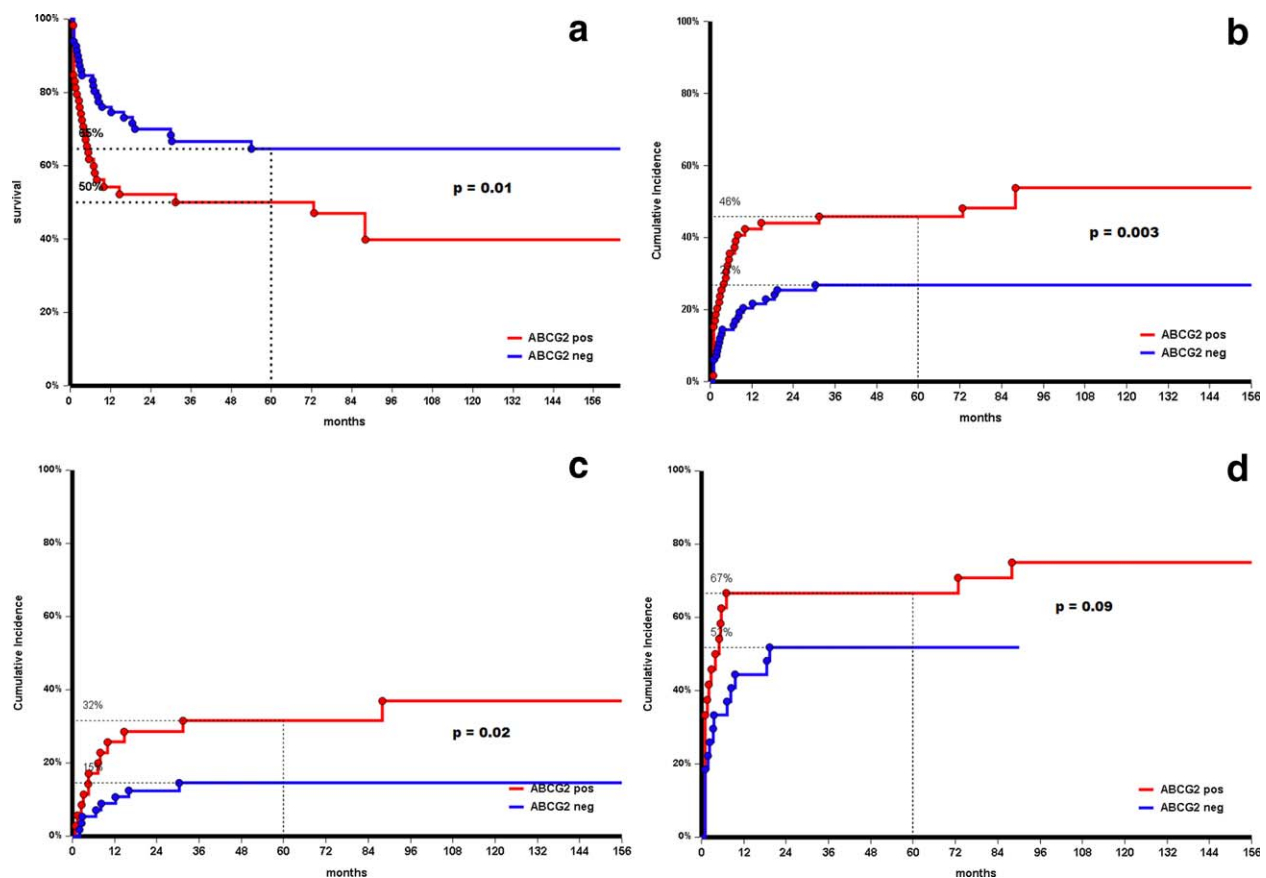 a
100%
80%
65%
60%
50%
40%
20%
0%
survival
p = 0.01
ABCG2 pos
ABCG2 neg
0 12 24 36 48 60 72 84 96 108 120 132 144 156
months
b
100%
80%
60%
46%
40%
27%
20%
0%
Cumulative Incidence
p = 0.003
ABCG2 pos
ABCG2 neg
0 12 24 36 48 60 72 84 96 108 120 132 144 156
months
c
100%
80%
60%
40%
32%
20%
15%
0%
Cumulative Incidence
p = 0.02
ABCG2 pos
ABCG2 neg
0 12 24 36 48 60 72 84 96 108 120 132 144 156
months
d
100%
80%
67%
60%
40%
20%
0%
Cumulative Incidence
p = 0.09
ABCG2 pos
ABCG2 neg
0 12 24 36 48 60 72 84 96 108 120 132 144 156
months